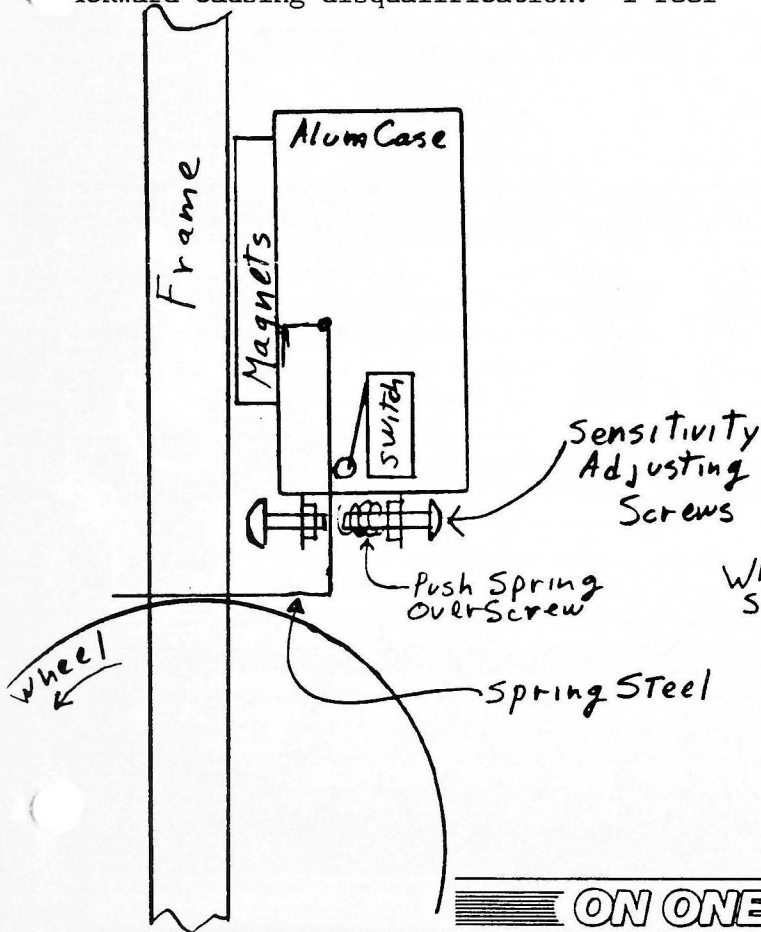 ckward causing disqualification. I feel
Alum Case
Frame
Magnets
switch
Sensitivity
Adjusting
Screws
Push Spring
Over Screw
Wheel
Spring Steel
ON ONE